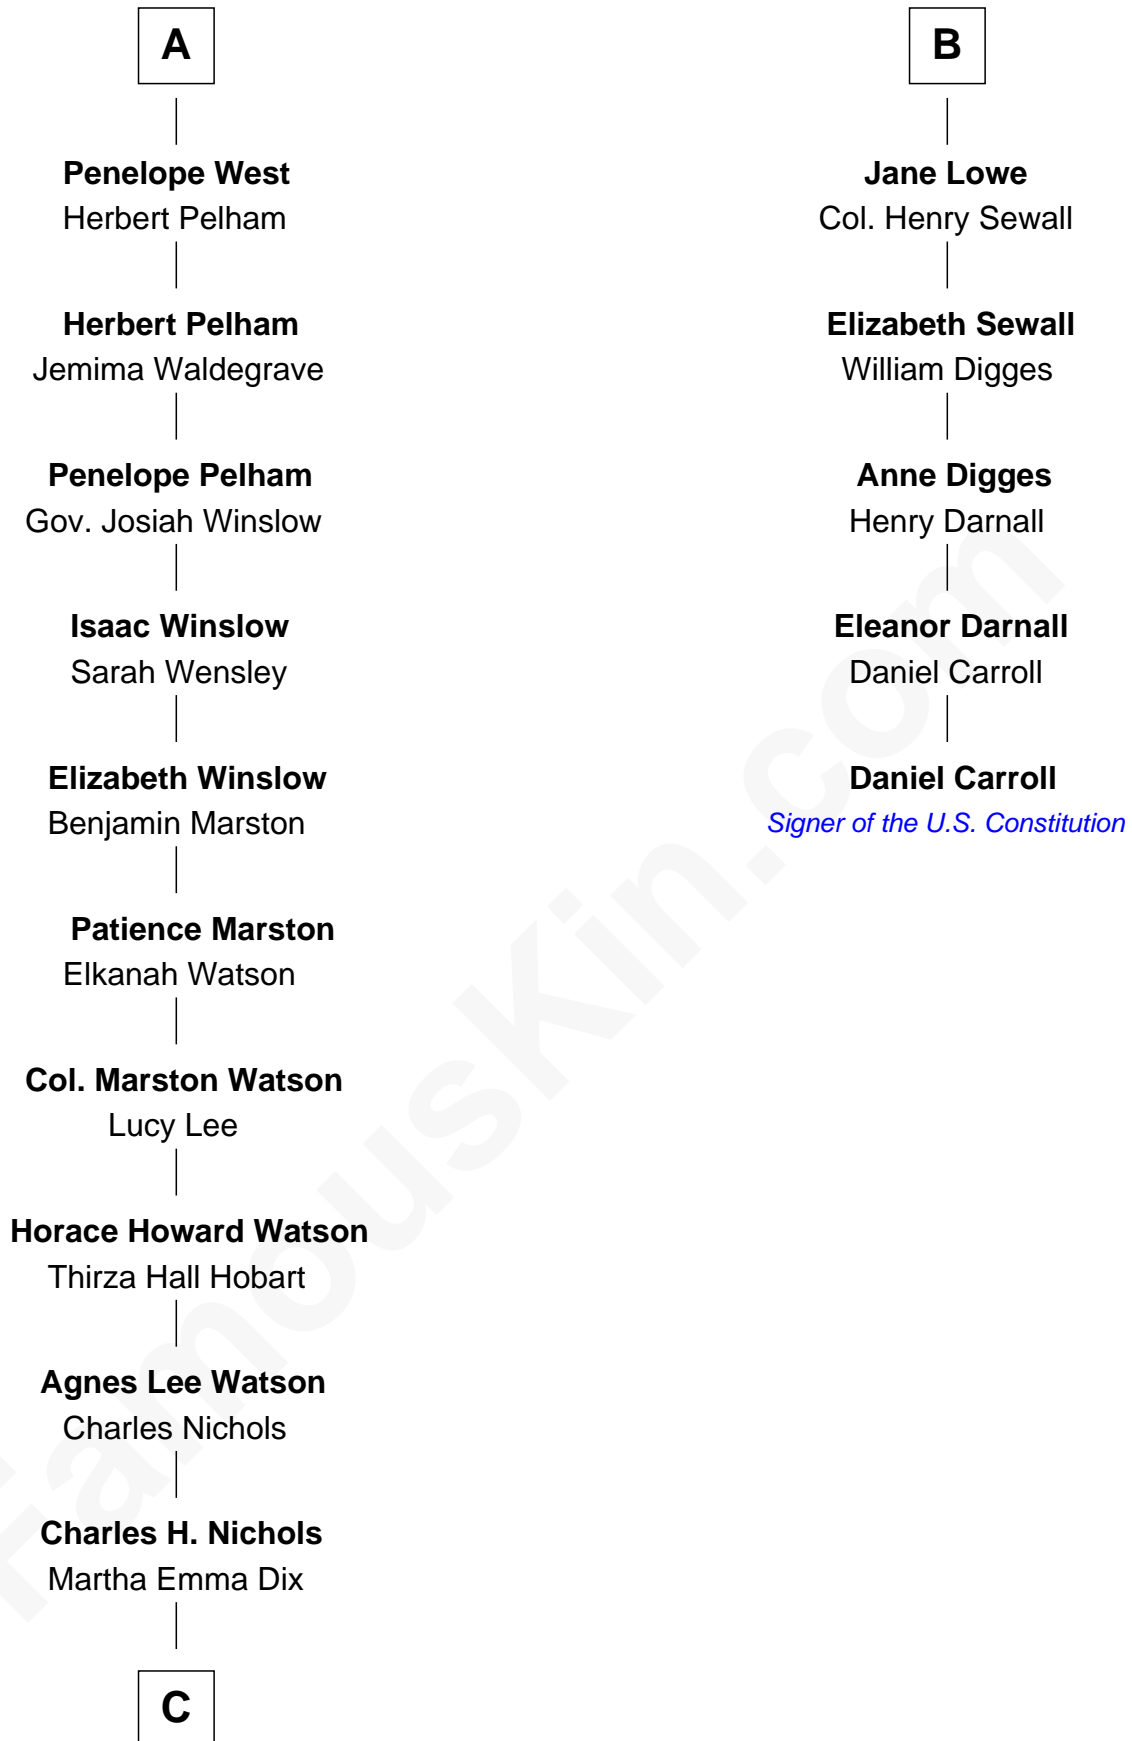 A
Penelope West
Herbert Pelham
Herbert Pelham
Jemima Waldegrave
Penelope Pelham
Gov. Josiah Winslow
Isaac Winslow
Sarah Wensley
Elizabeth Winslow
Benjamin Marston
Patience Marston
Elkanah Watson
Col. Marston Watson
Lucy Lee
Horace Howard Watson
Thirza Hall Hobart
Agnes Lee Watson
Charles Nichols
Charles H. Nichols
Martha Emma Dix
C
B
Jane Lowe
Col. Henry Sewall
Elizabeth Sewall
William Digges
Anne Digges
Henry Darnall
Eleanor Darnall
Daniel Carroll
Daniel Carroll
Signer of the U.S. Constitution
FamousKin.com